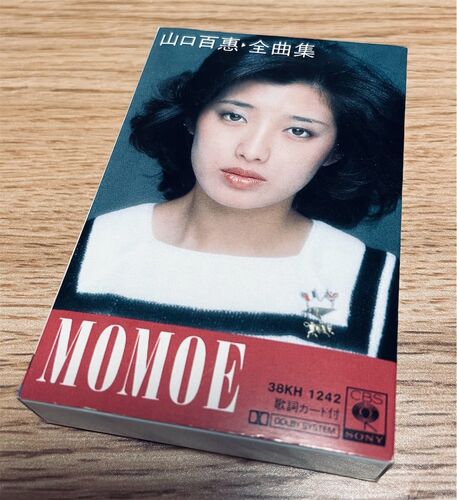 山口百惠・全曲集
MOMOE
38KH 1242
歌詞カード付
DOLBY SYSTEM
CBS
SONY